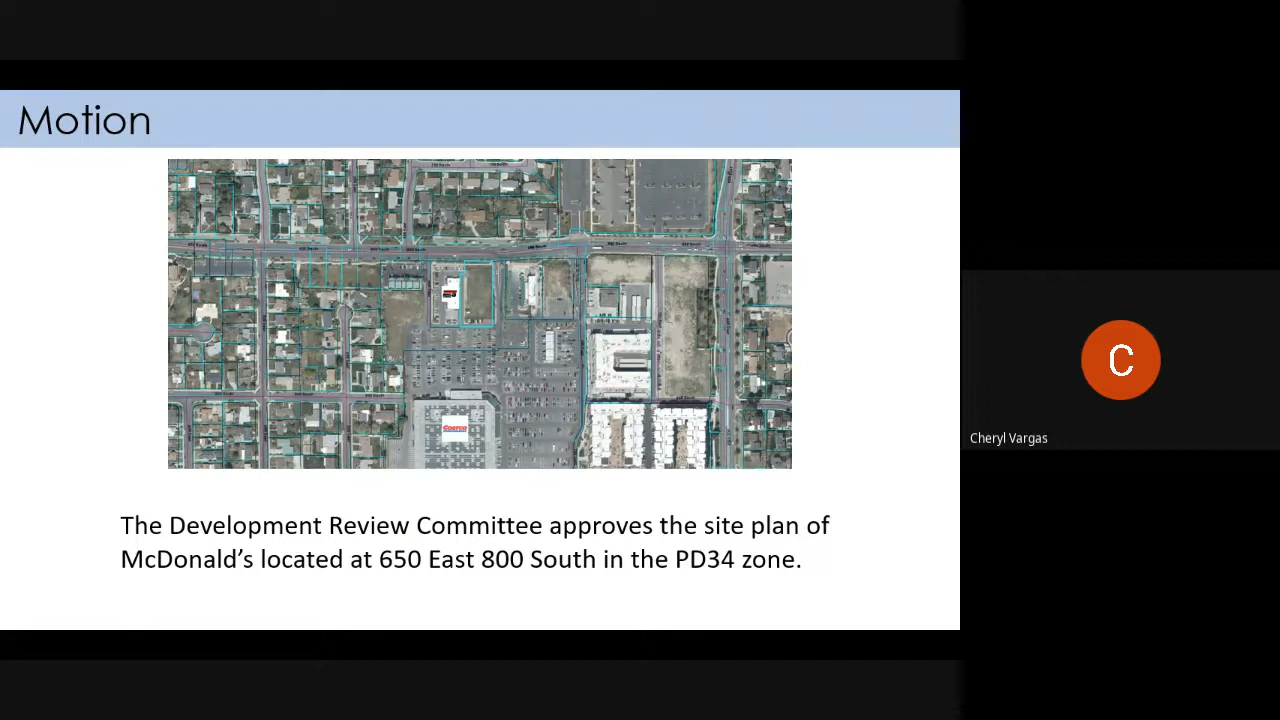 Motion
COSTCO
The Development Review Committee approves the site plan of
McDonald's located at 650 East 800 South in the PD34 zone.
C
Cheryl Vargas